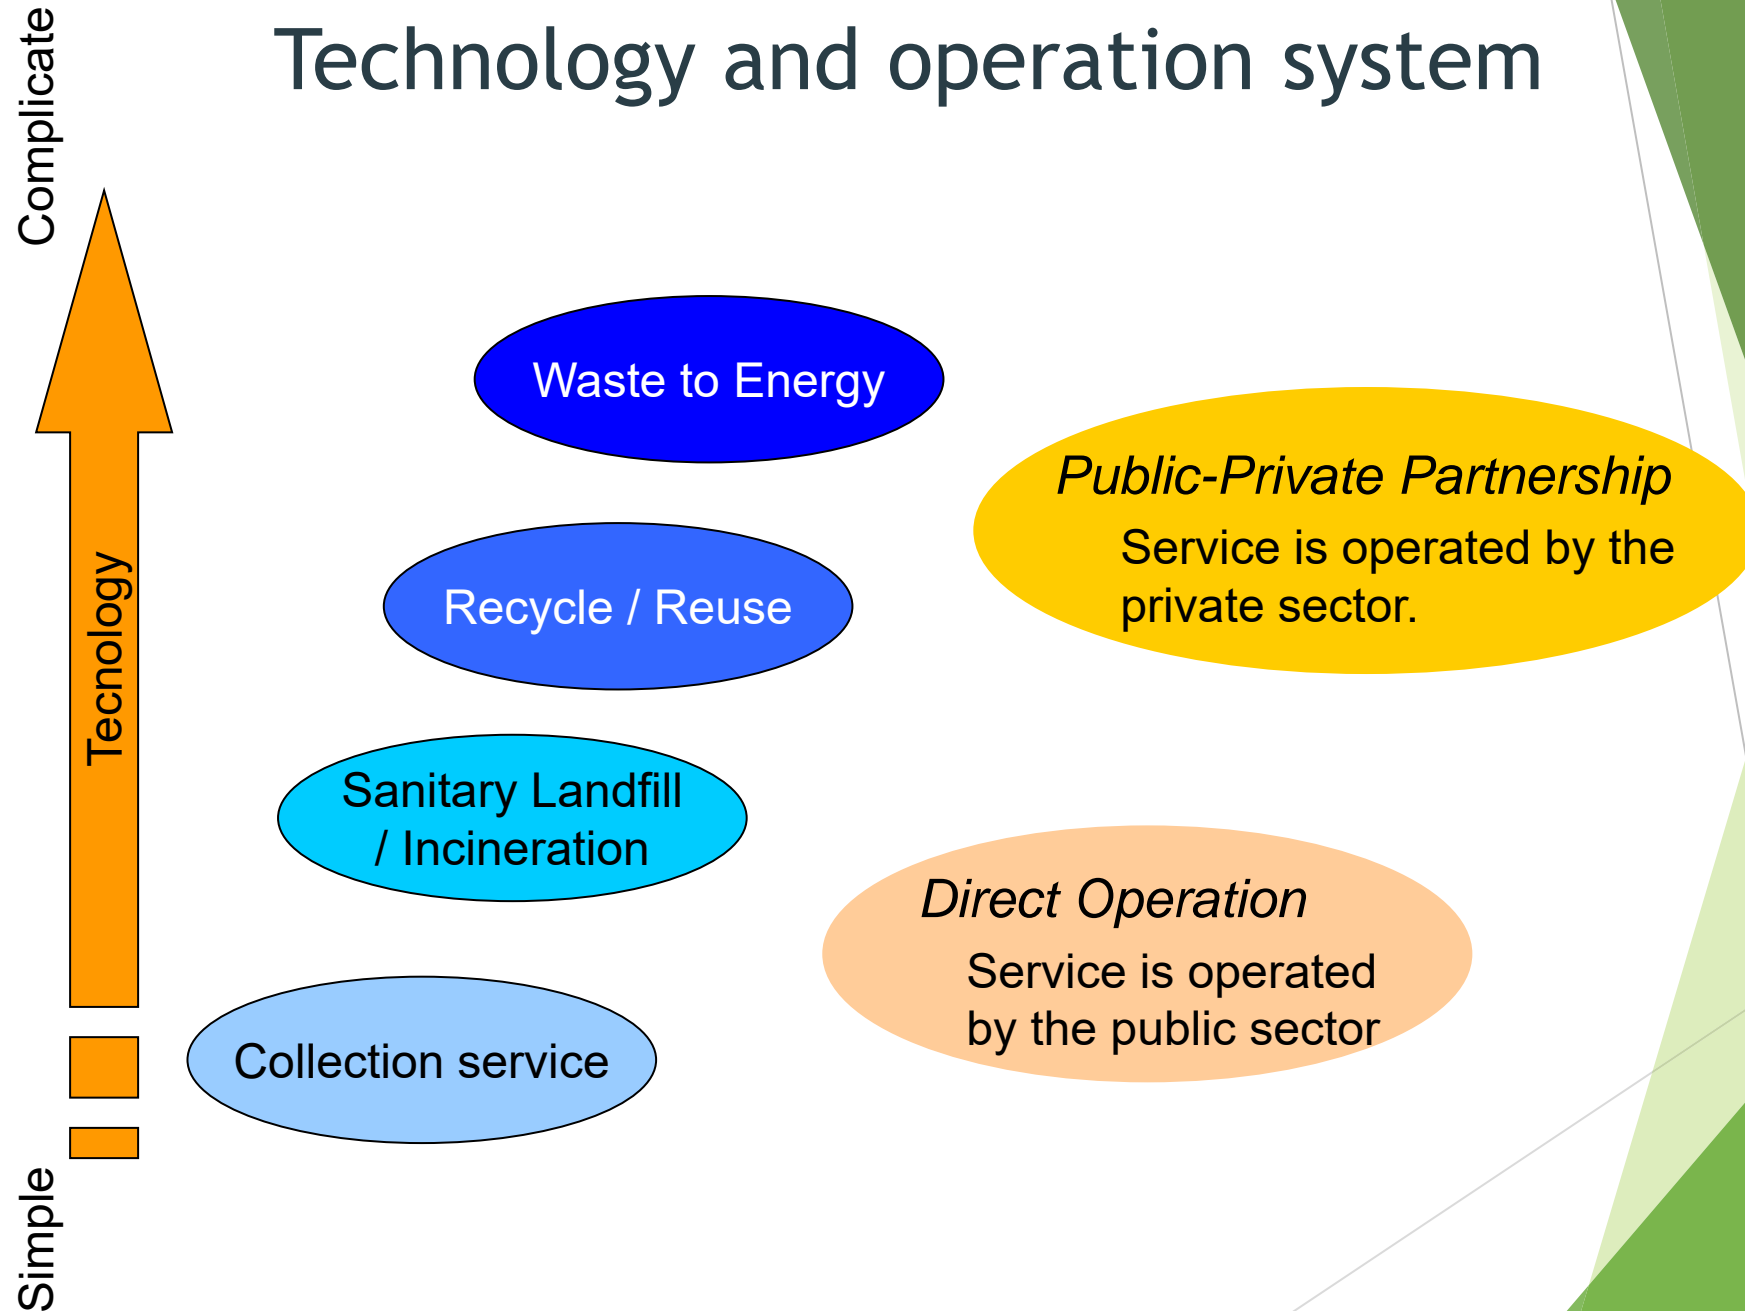 Technology and operation system
Complicate
Tecnology
Simple
Waste to Energy
Recycle / Reuse
Sanitary Landfill
/ Incineration
Collection service
Public-Private Partnership
Service is operated by the
private sector.
Direct Operation
Service is operated
by the public sector